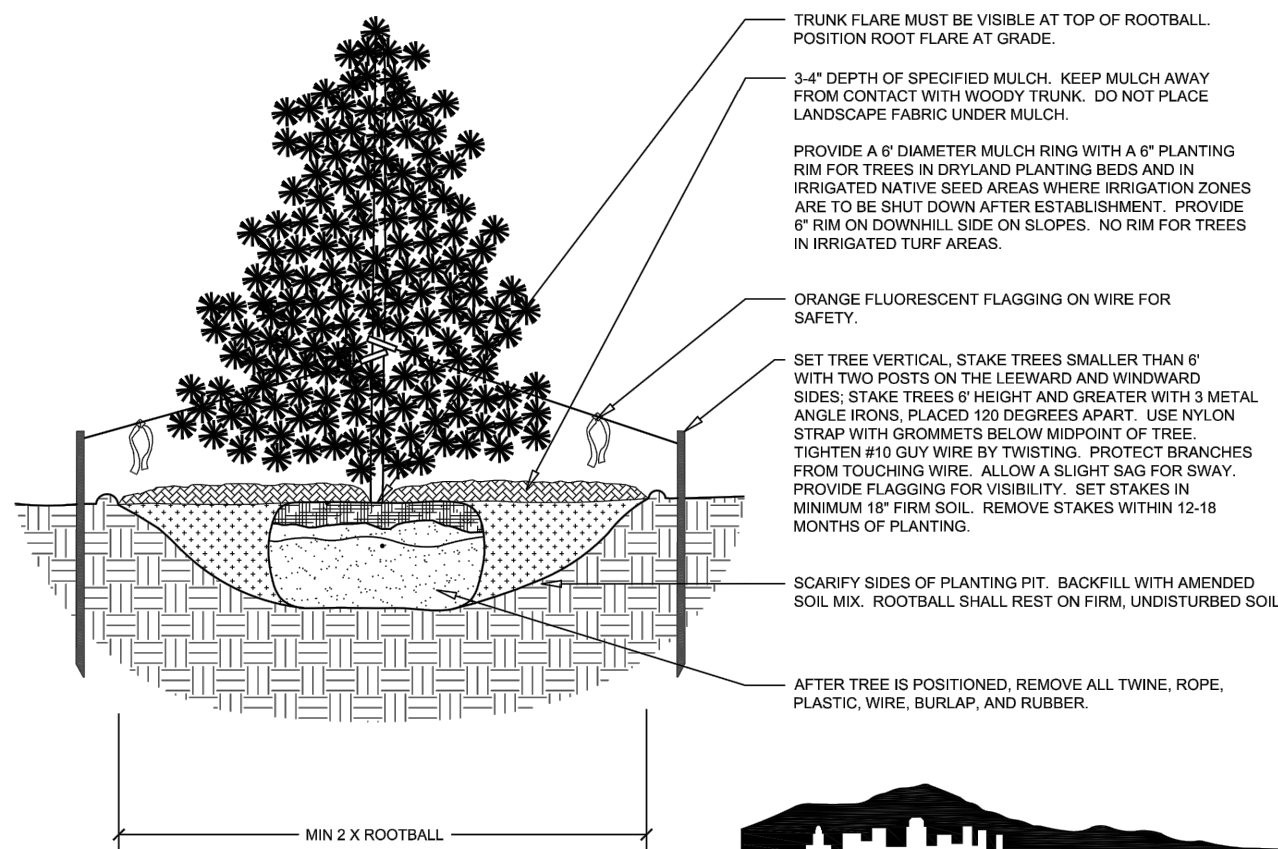 TRUNK FLARE MUST BE VISIBLE AT TOP OF ROOTBALL.
POSITION ROOT FLARE AT GRADE.
3-4" DEPTH OF SPECIFIED MULCH. KEEP MULCH AWAY
FROM CONTACT WITH WOODY TRUNK. DO NOT PLACE
LANDSCAPE FABRIC UNDER MULCH.
PROVIDE A 6' DIAMETER MULCH RING WITH A 6" PLANTING
RIM FOR TREES IN DRYLAND PLANTING BEDS AND IN
IRRIGATED NATIVE SEED AREAS WHERE IRRIGATION ZONES
ARE TO BE SHUT DOWN AFTER ESTABLISHMENT. PROVIDE
6" RIM ON DOWNHILL SIDE ON SLOPES. NO RIM FOR TREES
IN IRRIGATED TURF AREAS.
ORANGE FLUORESCENT FLAGGING ON WIRE FOR
SAFETY.
SET TREE VERTICAL, STAKE TREES SMALLER THAN 6'
WITH TWO POSTS ON THE LEEWARD AND WINDWARD
SIDES; STAKE TREES 6' HEIGHT AND GREATER WITH 3 METAL
ANGLE IRONS, PLACED 120 DEGREES APART. USE NYLON
STRAP WITH GROMMETS BELOW MIDPOINT OF TREE.
TIGHTEN #10 GUY WIRE BY TWISTING. PROTECT BRANCHES
FROM TOUCHING WIRE. ALLOW A SLIGHT SAG FOR SWAY.
PROVIDE FLAGGING FOR VISIBILITY. SET STAKES IN
MINIMUM 18" FIRM SOIL. REMOVE STAKES WITHIN 12-18
MONTHS OF PLANTING.
SCARIFY SIDES OF PLANTING PIT. BACKFILL WITH AMENDED
SOIL MIX. ROOTBALL SHALL REST ON FIRM, UNDISTURBED SOIL
AFTER TREE IS POSITIONED, REMOVE ALL TWINE, ROPE,
PLASTIC, WIRE, BURLAP, AND RUBBER.
MIN 2 X ROOTBALL